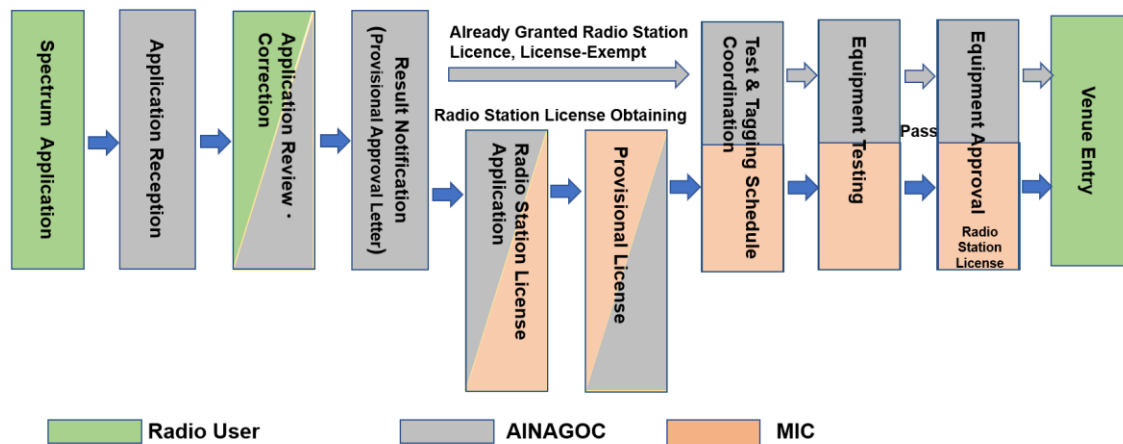 Spectrum Application
Application Reception
Application Review・
Correction
Result Notification
(Provisional Approval Letter)
Already Granted Radio Station
Licence, License-Exempt
Radio Station License Obtaining
Radio Station License
Application
Provisional License
Test & Tagging Schedule
Coordination
Equipment Testing
Pass
Equipment Approval
Radio
Station
License
Venue Entry
Radio User
AINAGOC
MIC